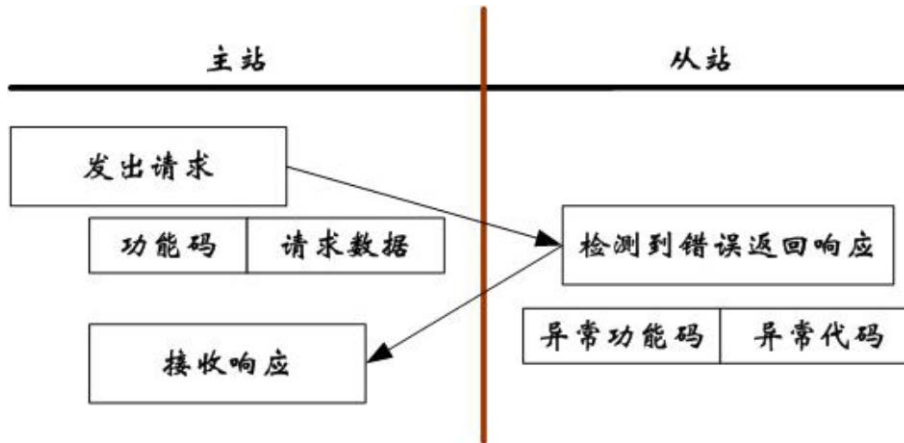 主站
从站
发出请求
功能码 请求数据
检测到错误返回响应
异常功能码 异常代码
接收响应